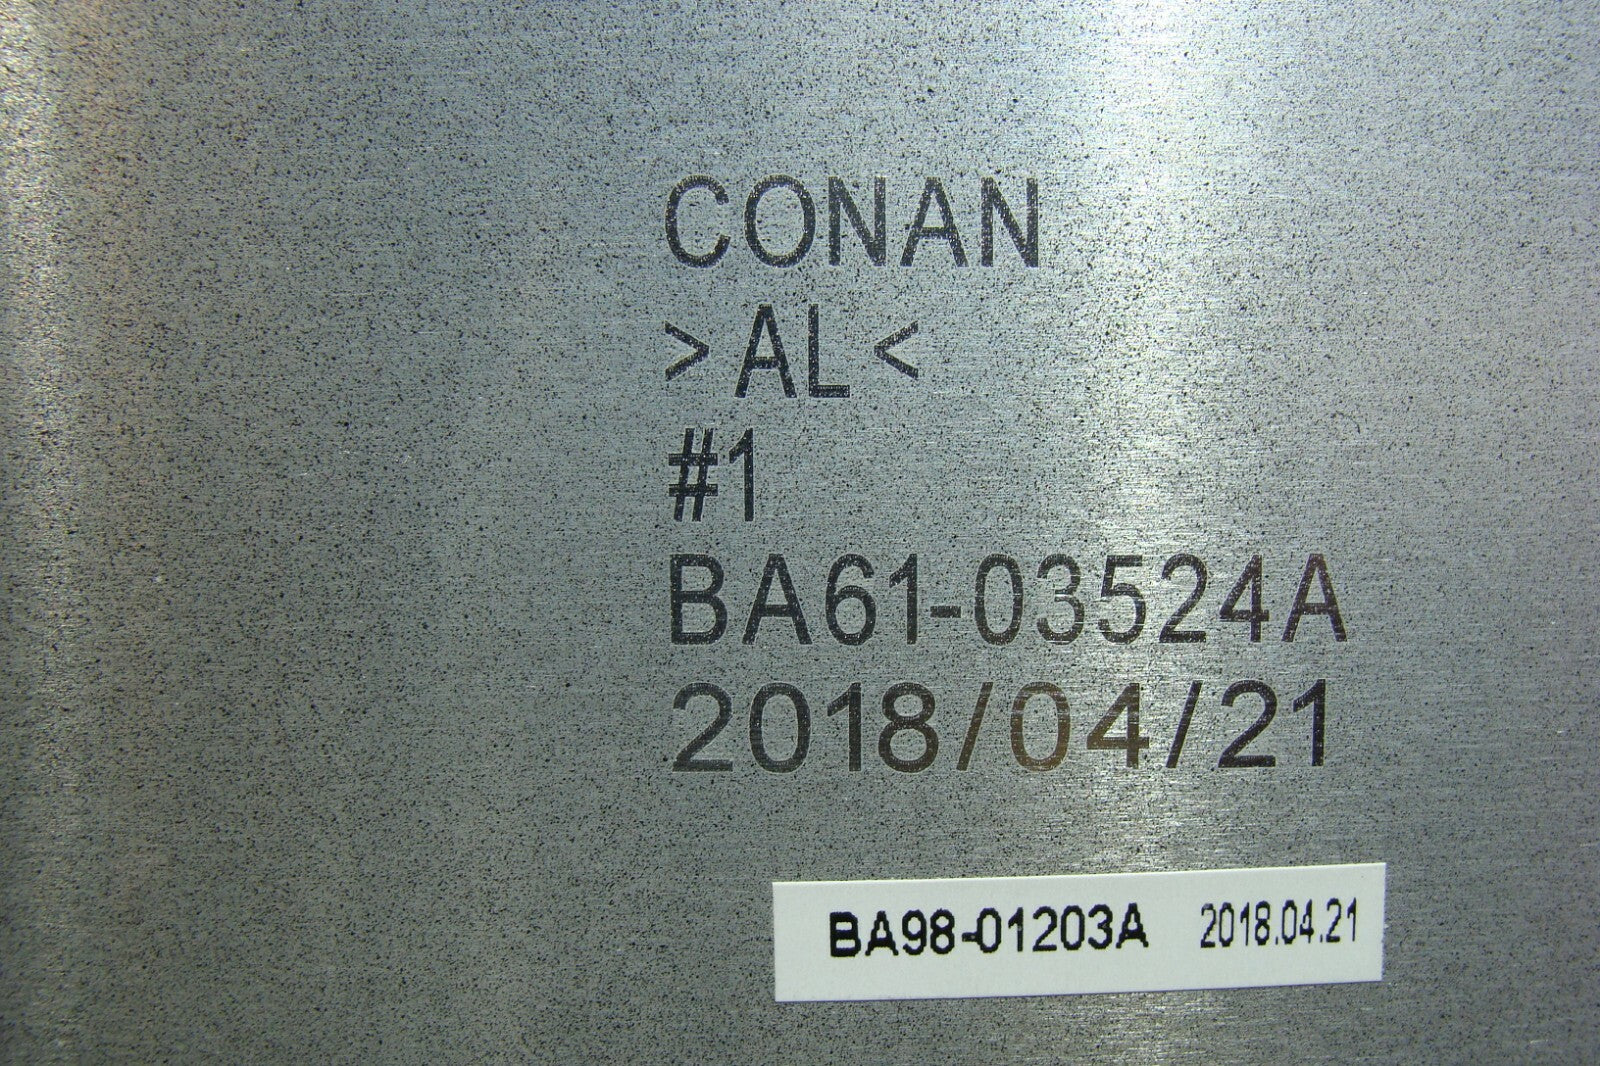 CONAN
>AL<
#1
BA61-03524A
2018/04/21
BA98-01203A 2018.04.21